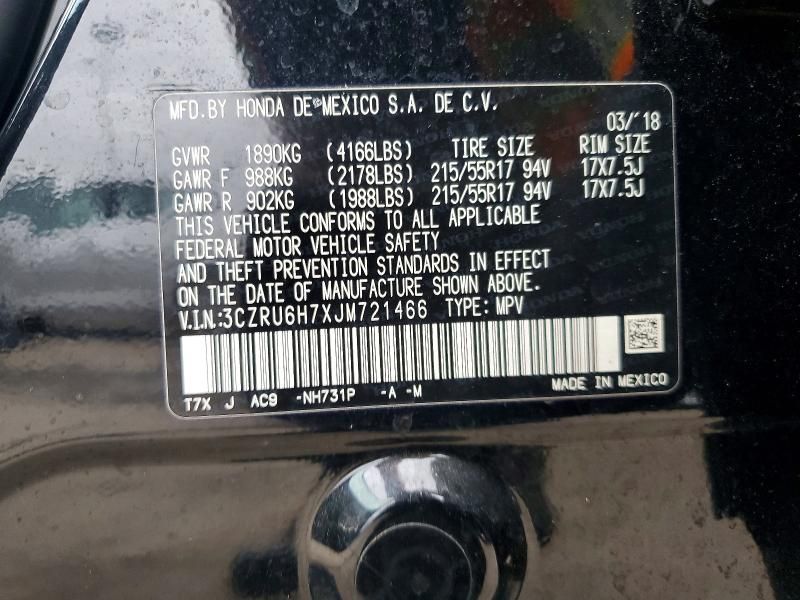 MFD.BY HONDA DE MEXICO S.A. DE C.V.
03/'18
GVWR 1890KG (4166LBS) TIRE SIZE RIM SIZE
GAWR F 988KG (2178LBS) 215/55R17 94V 17X7.5J
GAWR R 902KG (1988LBS) 215/55R17 94V 17X7.5J
THIS VEHICLE CONFORMS TO ALL APPLICABLE
FEDERAL MOTOR VEHICLE SAFETY
AND THEFT PREVENTION STANDARDS IN EFFECT
ON THE DATE OF MANUFACTURE SHOWN ABOVE.
V.I.N.:3CZRU6H7XJM721466 TYPE: MPV
MADE IN MEXICO
T7X J AC9 -NH731P -A -M